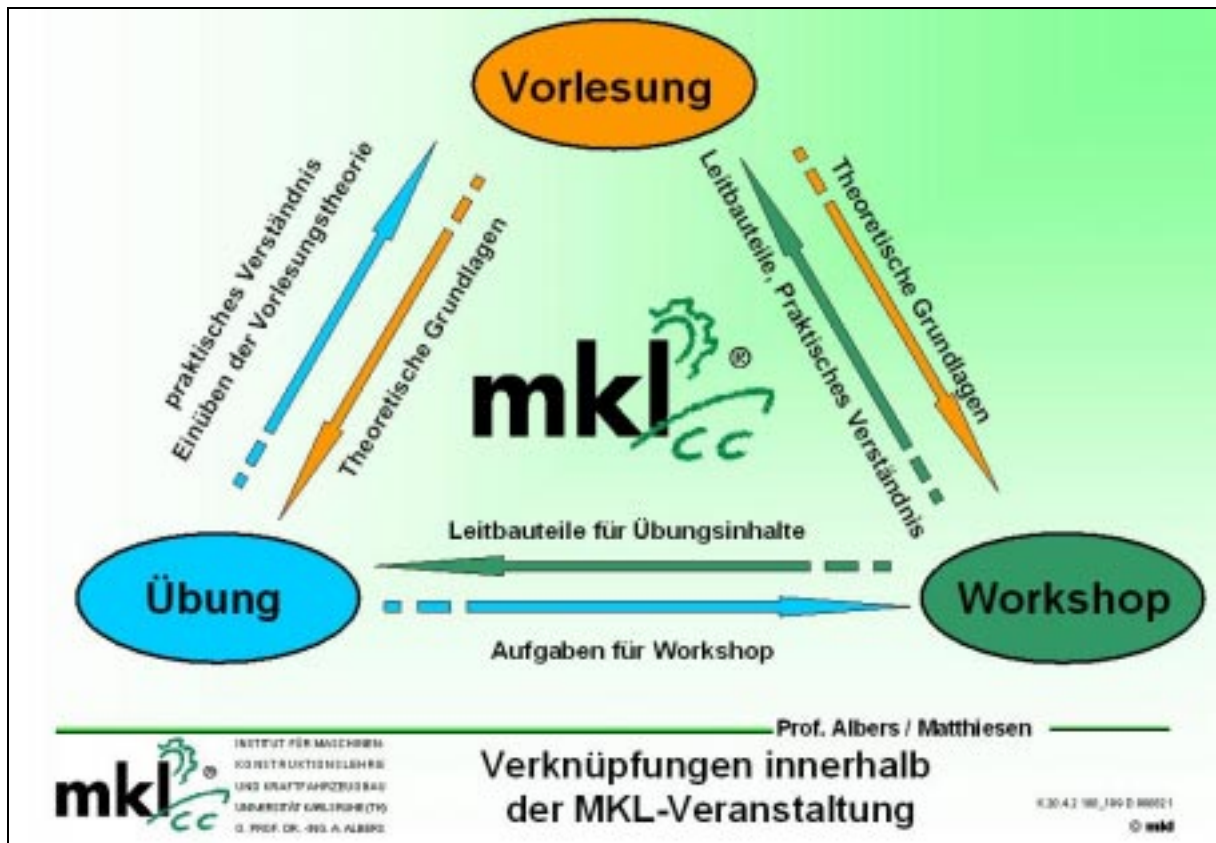 Vorlesung
praktisches Verständnis
Einüben der Vorlesungstheorie
Theoretische Grundlagen
Leitbauteile, Praktisches Verständnis
Theoretische Grundlagen
mkl ®
Leitbauteile für Übungsinhalte
Übung
Workshop
Aufgaben für Workshop
Prof. Albers / Matthiesen
mkl ®
INSTITUT FÜR MASCHINEN-
KONSTRUKTIONSLEHRE
UND KRAFTFAHRZEUGBAU
UNIVERSITÄT KARLSRUHE (TH)
O. PROF. DR. -ING. A. ALBERS
Verknüpfungen innerhalb
der MKL-Veranstaltung
© mkl